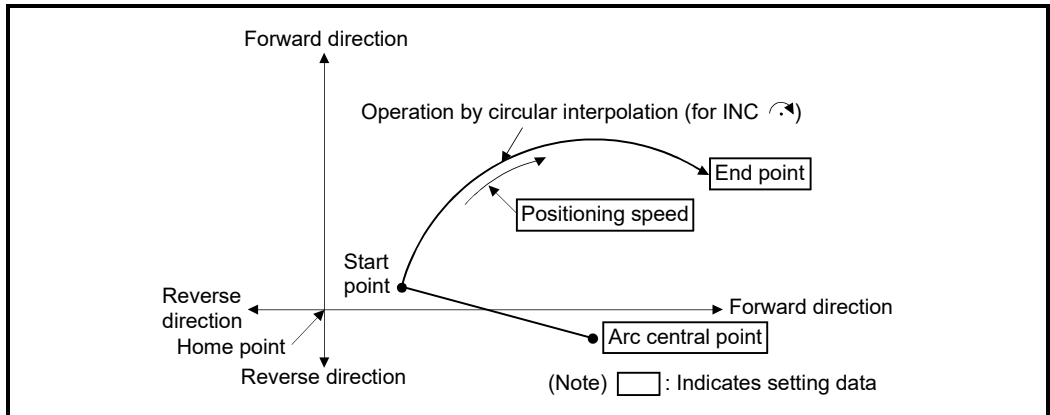 Forward direction
Operation by circular interpolation (for INC )
End point
Positioning speed
Start
point
Reverse
direction
Forward direction
Home point
Arc central point
Reverse direction
(Note) : Indicates setting data